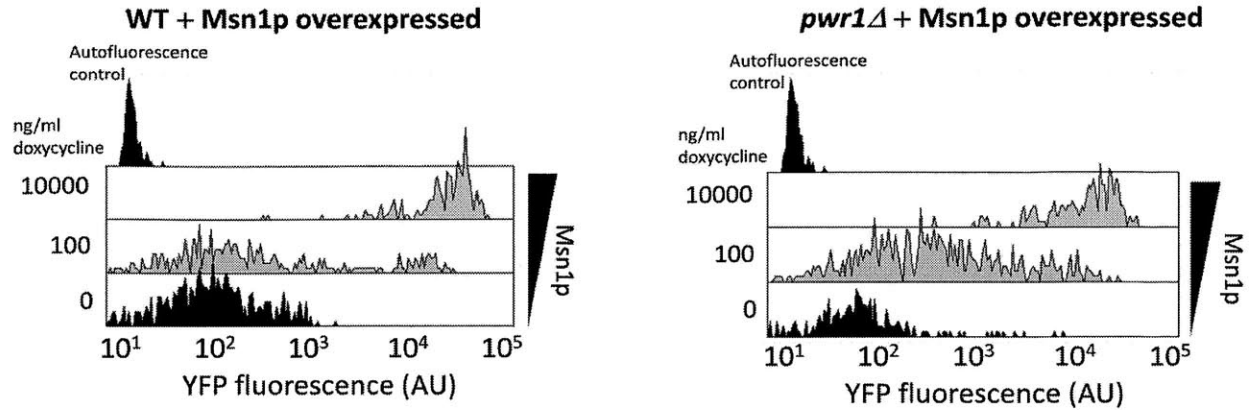 WT + Msn1p overexpressed
Autofluorescence
control
ng/ml
doxycycline
10000
100
0
Msn1p
10¹ 10² 10³ 10⁴ 10⁵
YFP fluorescence (AU)
pwr1Δ + Msn1p overexpressed
Autofluorescence
control
ng/ml
doxycycline
10000
100
0
Msn1p
10¹ 10² 10³ 10⁴ 10⁵
YFP fluorescence (AU)